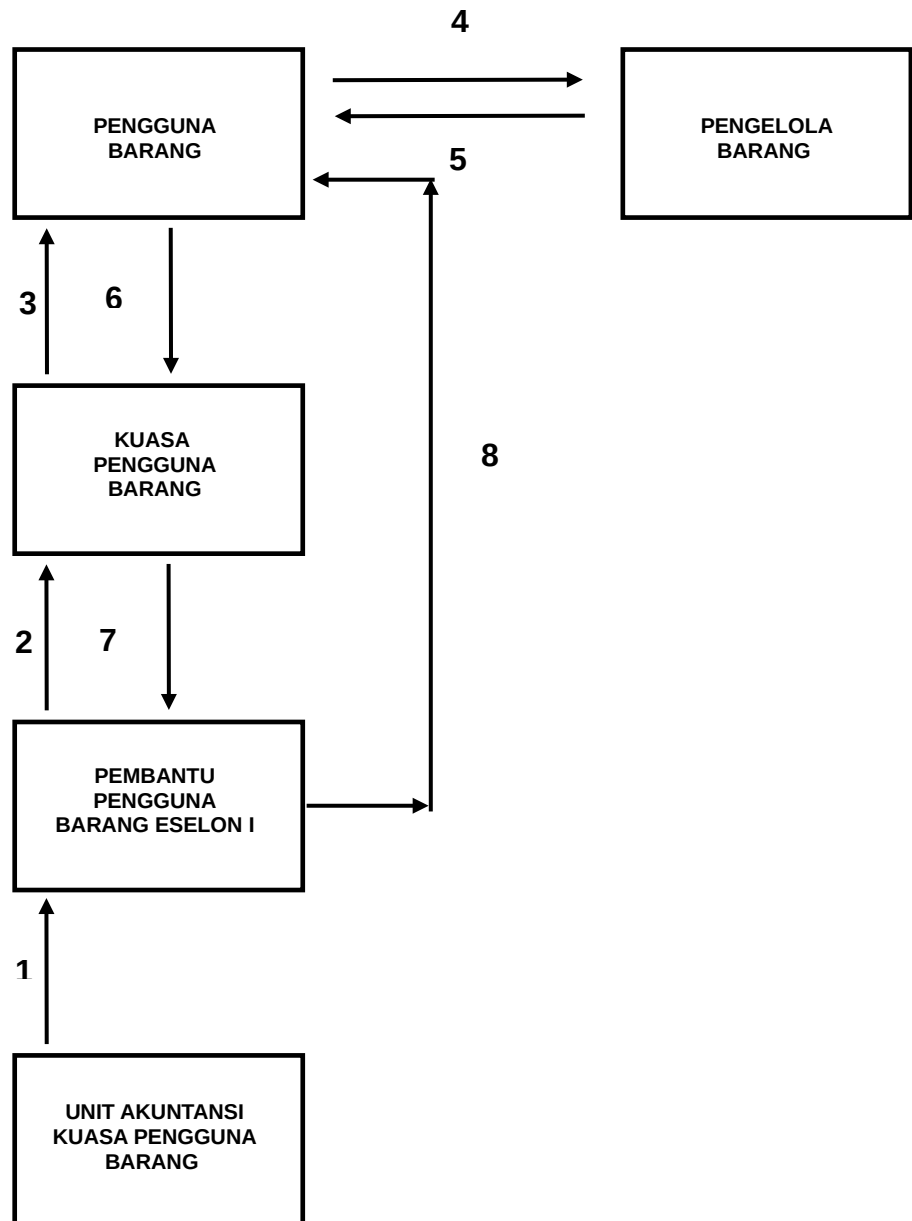 4
PENGGUNA
BARANG
PENGELOLA
BARANG
5
3
6
KUASA
PENGGUNA
BARANG
8
2
7
PEMBANTU
PENGGUNA
BARANG ESELON I
1
UNIT AKUNTANSI
KUASA PENGGUNA
BARANG